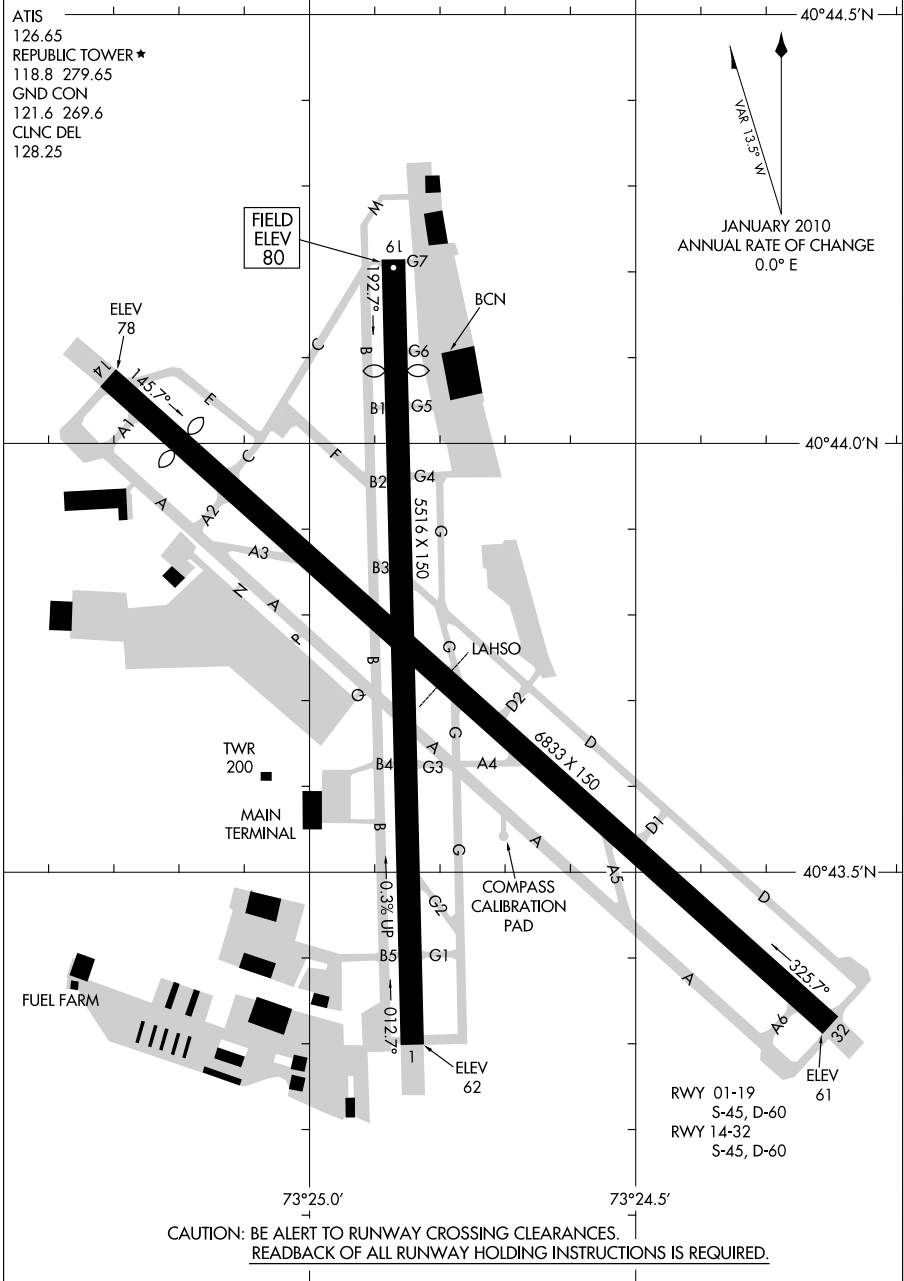 ATIS
126.65
REPUBLIC TOWER ★
118.8 279.65
GND CON
121.6 269.6
CLNC DEL
128.25
40°44.5'N
VAR 13.5° W
JANUARY 2010
ANNUAL RATE OF CHANGE
0.0° E
FIELD
ELEV
80
W
19
G7
192.7°
BCN
ELEV
78
C
B
G6
14
145.7°
E
B1
G5
A1
C
F
40°44.0'N
B2
G4
A
A2
5516 X 150
G
A3
B3
N
A
P
G
LAHSO
B
Q
D2
G
A
D
6833 X 150
TWR
200
B4
G3
A4
MAIN
TERMINAL
B
A
D1
G
A5
40°43.5'N
COMPASS
CALIBRATION
PAD
0.3% UP
G2
D
B5
G1
A
325.7°
FUEL FARM
012.7°
A6
32
1
ELEV
62
ELEV
61
RWY 01-19
S-45, D-60
RWY 14-32
S-45, D-60
73°25.0'
73°24.5'
CAUTION: BE ALERT TO RUNWAY CROSSING CLEARANCES.
READBACK OF ALL RUNWAY HOLDING INSTRUCTIONS IS REQUIRED.